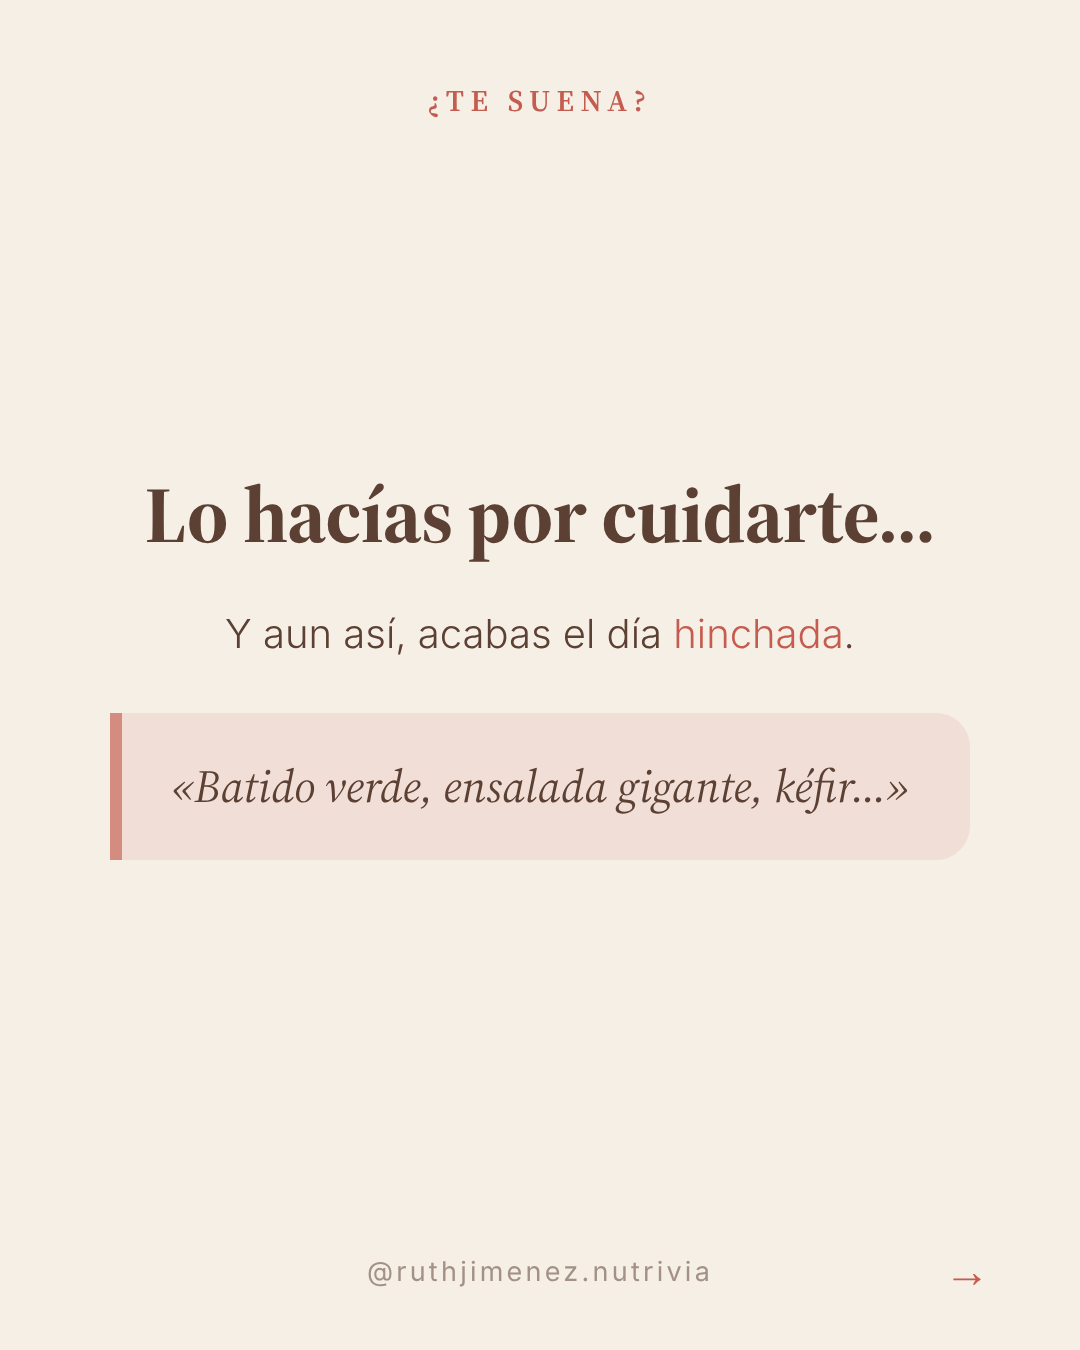 ¿TE SUENA?
Lo hacías por cuidarte...
Y aun así, acabas el día hinchada.
«Batido verde, ensalada gigante, kéfir...»
@ruthjimenez.nutrivia →